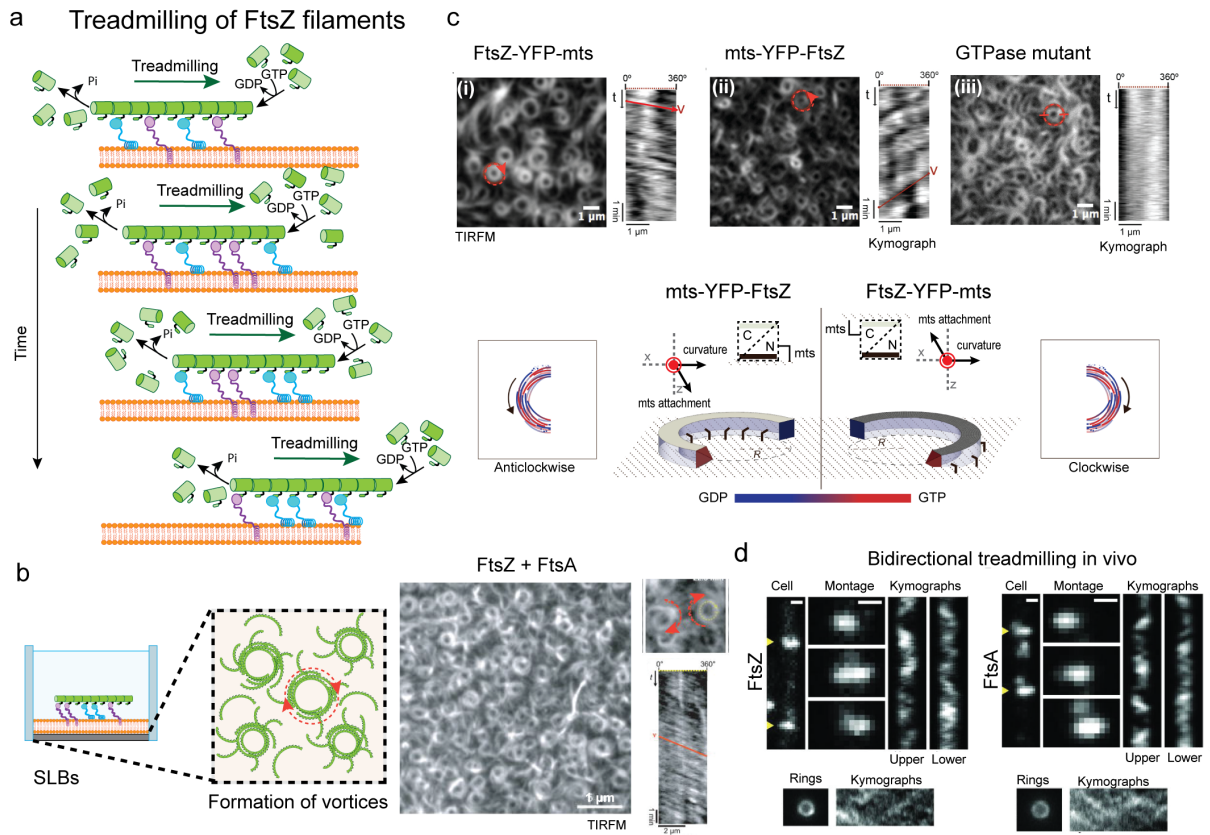 a
Treadmilling of FtsZ filaments
Treadmilling
Pi
GDP
GTP
Treadmilling
Pi
GDP
GTP
Treadmilling
Pi
GDP
GTP
Treadmilling
Pi
GDP
GTP
Time
b
SLBs
Formation of vortices
FtsZ + FtsA
1 µm
TIRFM
0° 360°
t
1 min
2 µm
c
FtsZ-YFP-mts
(i)
1 µm
TIRFM
0° 360°
t
V
1 min
1 µm
mts-YFP-FtsZ
(ii)
1 µm
0° 360°
t
V
1 min
1 µm
Kymograph
GTPase mutant
(iii)
1 µm
0° 360°
t
1 min
1 µm
Kymograph
Anticlockwise
mts-YFP-FtsZ
x
z
curvature
mts attachment
C
N
mts
R
FtsZ-YFP-mts
mts
C
N
mts attachment
x
z
curvature
R
Clockwise
GDP
GTP
d
Bidirectional treadmilling in vivo
Cell Montage Kymographs
FtsZ
Upper Lower
Rings Kymographs
Cell Montage Kymographs
FtsA
Upper Lower
Rings Kymographs